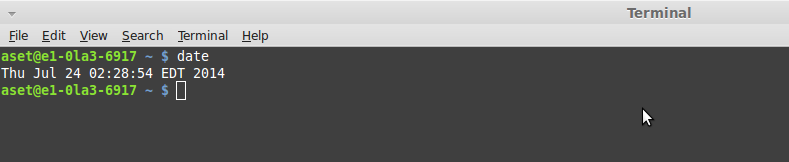 Terminal
File Edit View Search Terminal Help
aset@e1-0la3-6917 ~ $ date
Thu Jul 24 02:28:54 EDT 2014
aset@e1-0la3-6917 ~ $